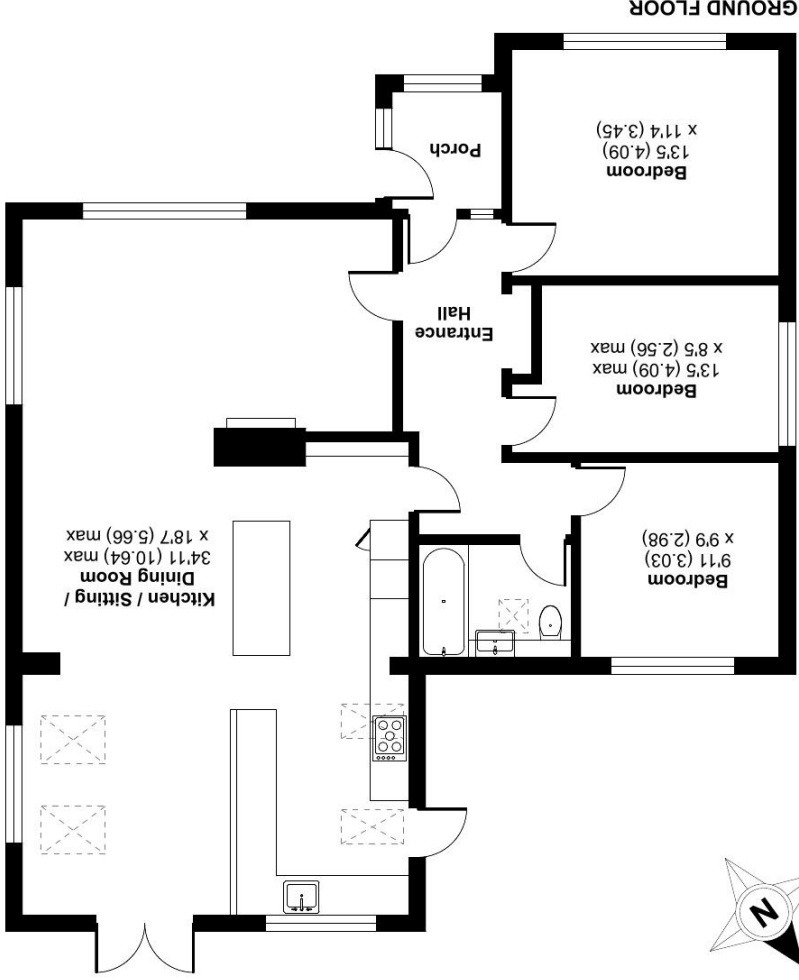 N
Kitchen / Sitting /
Dining Room
34'11 (10.64) max
x 18'7 (5.66) max
Bedroom
9'11 (3.03)
x 9'9 (2.98)
Bedroom
13'5 (4.09) max
x 8'5 (2.56) max
Entrance
Hall
Porch
Bedroom
13'5 (4.09)
x 11'4 (3.45)
GROUND FLOOR